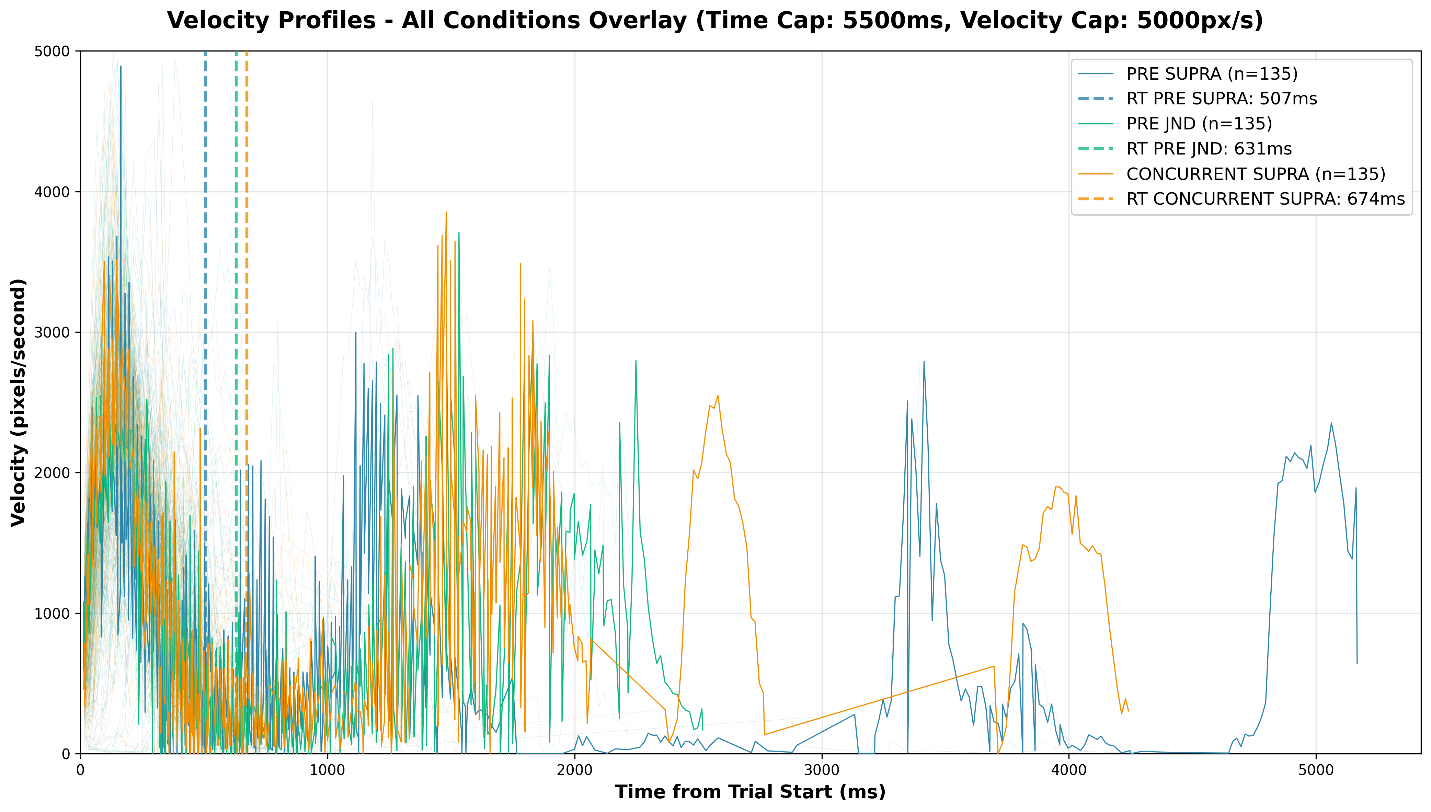 Velocity Profiles - All Conditions Overlay (Time Cap: 5500ms, Velocity Cap: 5000px/s)
PRE SUPRA (n=135)
RT PRE SUPRA: 507ms
PRE JND (n=135)
RT PRE JND: 631ms
CONCURRENT SUPRA (n=135)
RT CONCURRENT SUPRA: 674ms
Velocity (pixels/second)
5000
4000
3000
2000
1000
0
0 1000 2000 3000 4000 5000
Time from Trial Start (ms)